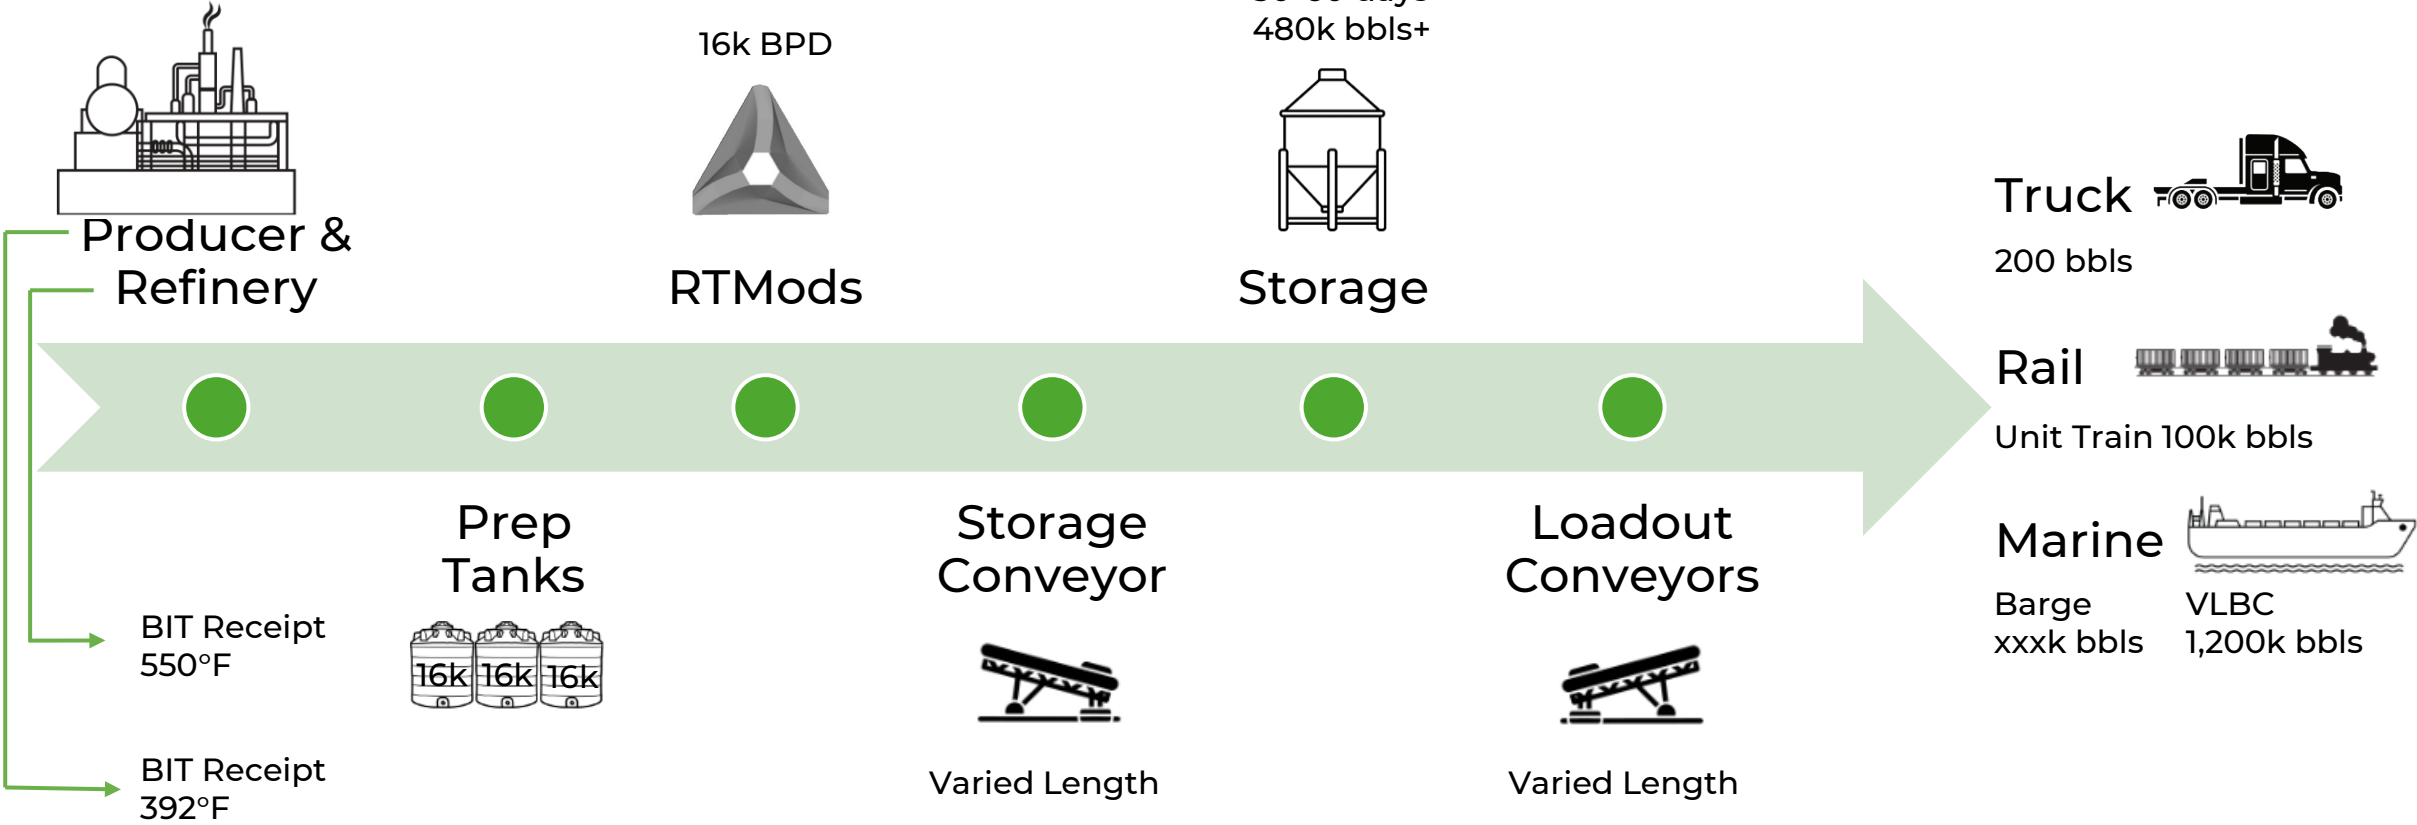 480k bbls+
16k BPD
Producer &
Refinery
RTMods
Storage
Truck
200 bbls
Rail
Unit Train 100k bbls
Prep
Tanks
16k 16k 16k
Storage
Conveyor
Varied Length
Loadout
Conveyors
Varied Length
Marine
Barge
xxxk bbls
VLBC
1,200k bbls
BIT Receipt
550°F
BIT Receipt
392°F